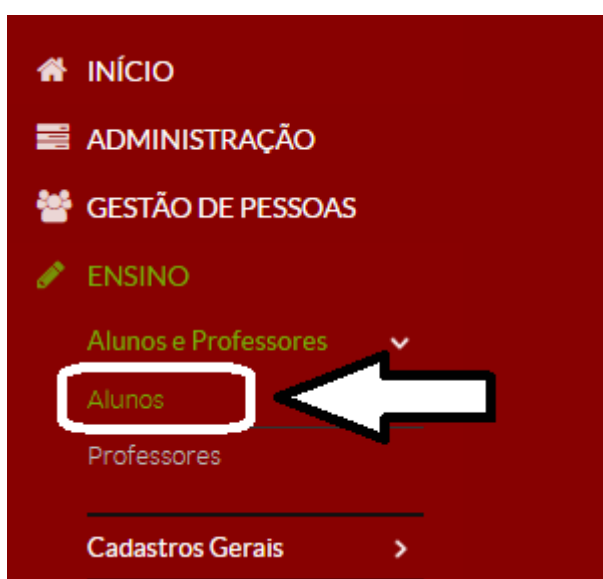 INÍCIO
ADMINISTRAÇÃO
GESTÃO DE PESSOAS
ENSINO
Alunos e Professores
Alunos
Professores
Cadastros Gerais